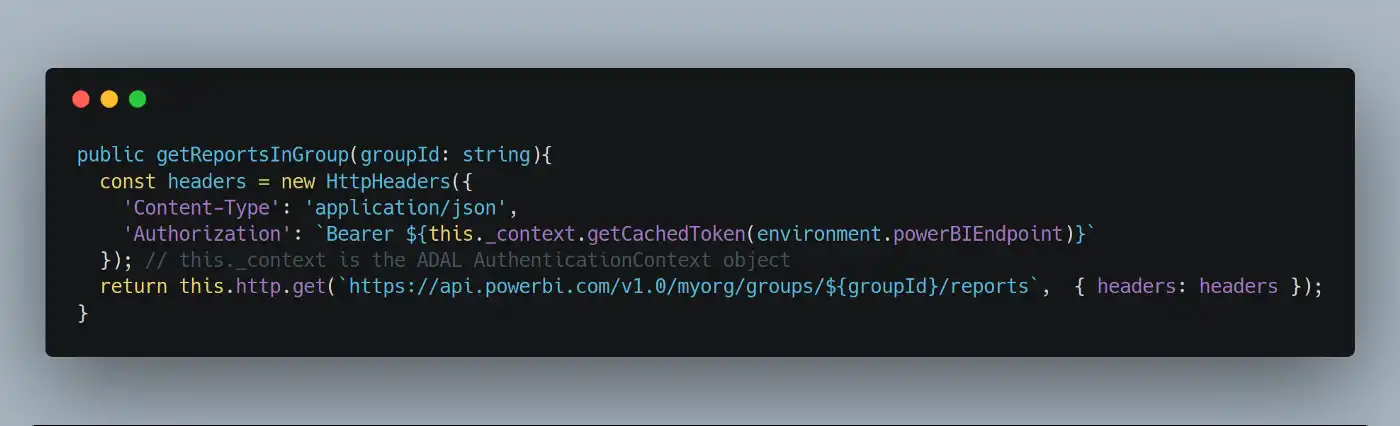 public getReportsInGroup(groupId: string){
  const headers = new HttpHeaders({
    'Content-Type': 'application/json',
    'Authorization': `Bearer ${this._context.getCachedToken(environment.powerBIEndpoint)}`
  }); // this._context is the ADAL AuthenticationContext object
  return this.http.get(`https://api.powerbi.com/v1.0/myorg/groups/${groupId}/reports`,  { headers: headers });
}